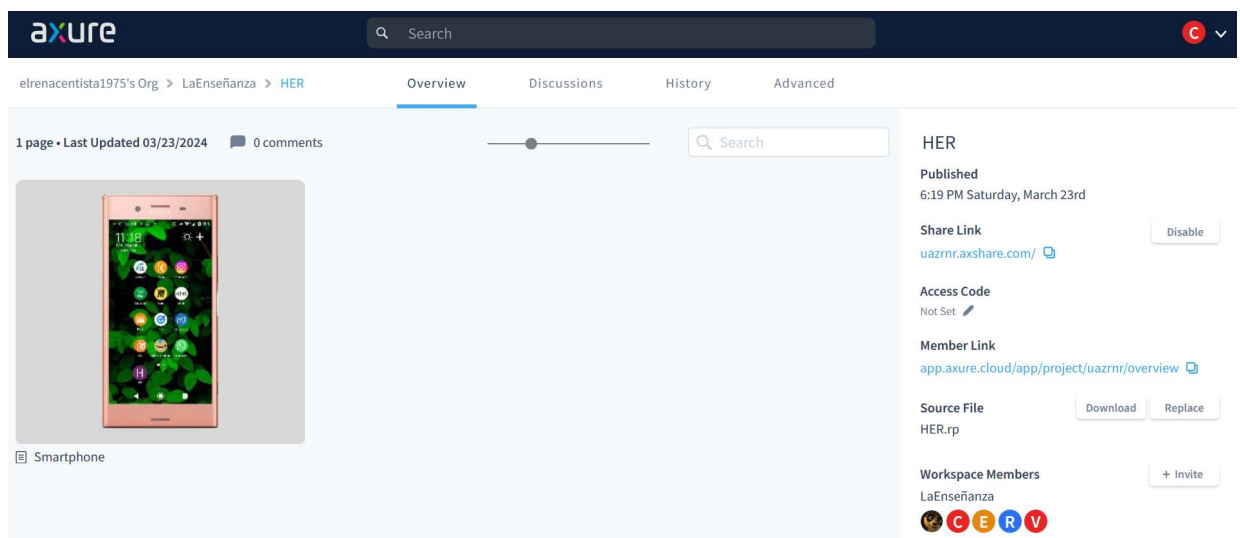 axure
Search
C
elrenacentista1975's Org > LaEnseñanza > HER
Overview Discussions History Advanced
1 page • Last Updated 03/23/2024 0 comments
Search
11:18
H
Smartphone
HER
Published
6:19 PM Saturday, March 23rd
Share Link Disable
uazrnr.axshare.com/
Access Code
Not Set
Member Link
app.axure.cloud/app/project/uazrnr/overview
Source File Download Replace
HER.rp
Workspace Members + Invite
LaEnseñanza
C E R V